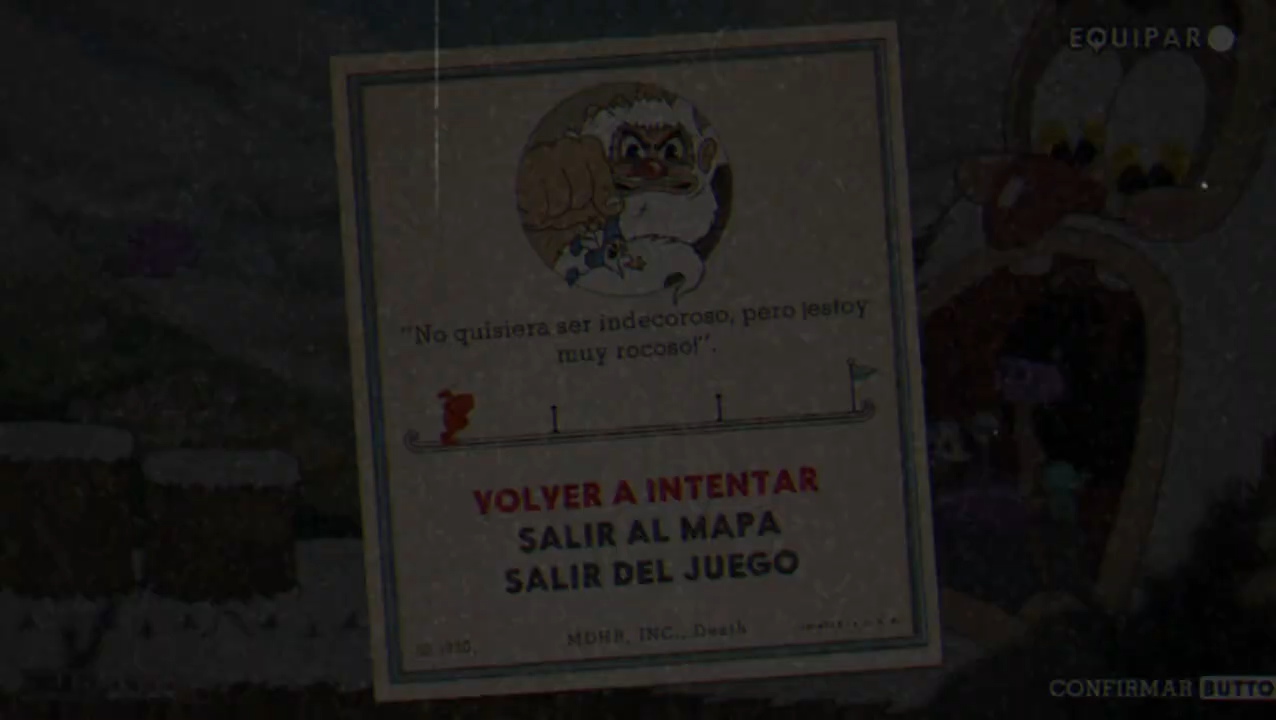 EQUIPAR
"No quisiera ser indecoroso, pero ¡estoy
muy rocoso!".
VOLVER A INTENTAR
SALIR AL MAPA
SALIR DEL JUEGO
MDHR, INC., Death
CONFIRMAR BUTTO